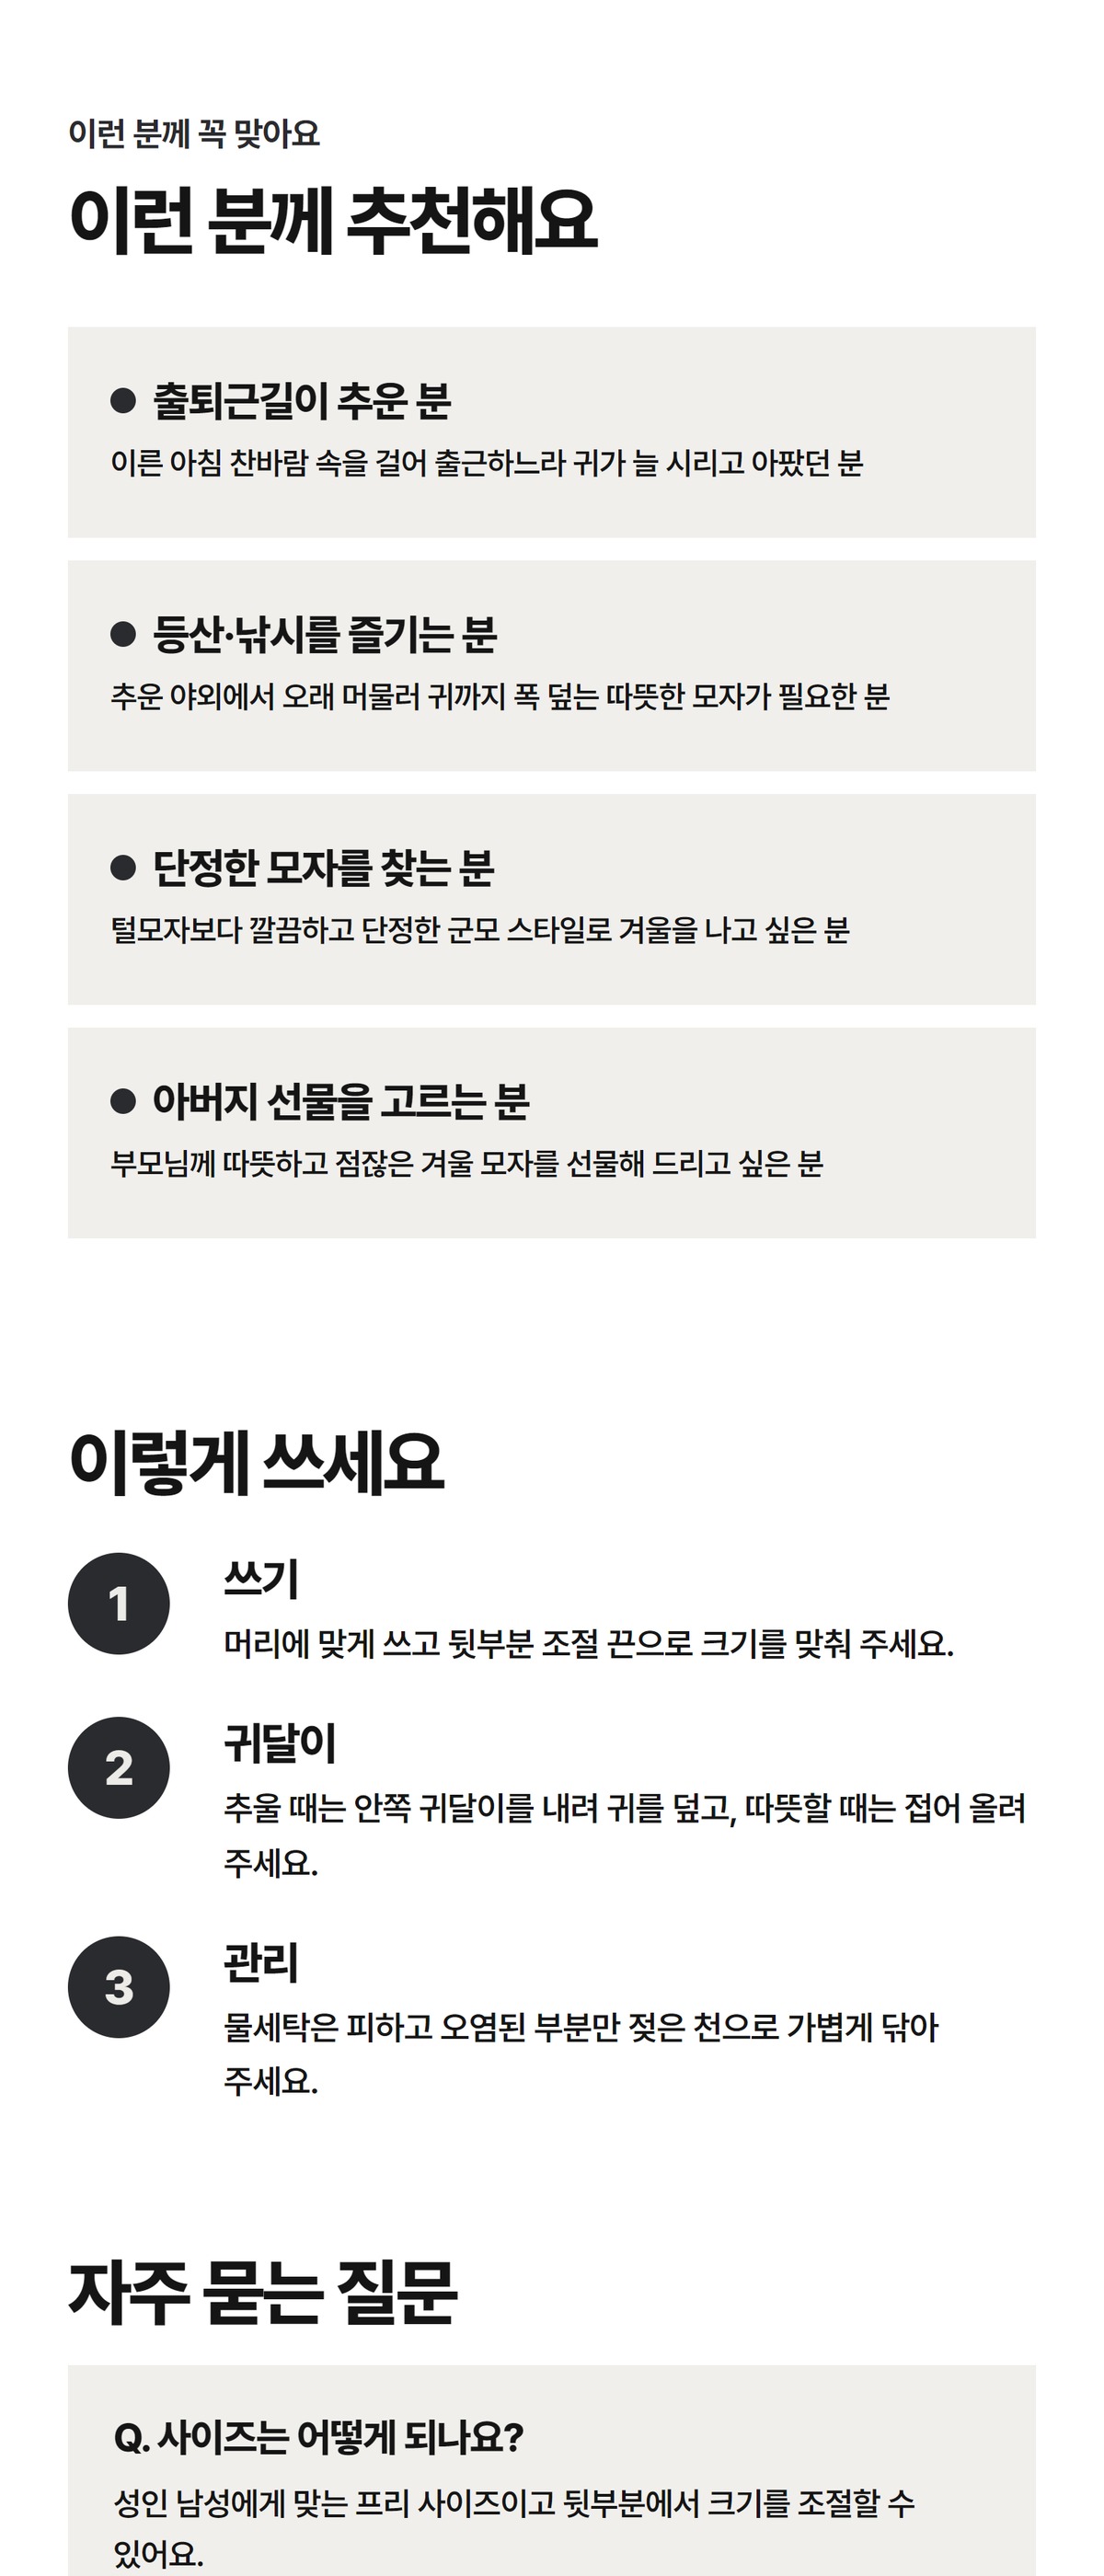 이런 분께 꼭 맞아요
이런 분께 추천해요
출퇴근길이 추운 분
이른 아침 찬바람 속을 걸어 출근하느라 귀가 늘 시리고 아팠던 분
등산·낚시를 즐기는 분
추운 야외에서 오래 머물러 귀까지 폭 덮는 따뜻한 모자가 필요한 분
단정한 모자를 찾는 분
털모자보다 깔끔하고 단정한 군모 스타일로 겨울을 나고 싶은 분
아버지 선물을 고르는 분
부모님께 따뜻하고 점잖은 겨울 모자를 선물해 드리고 싶은 분
이렇게 쓰세요
1
쓰기
머리에 맞게 쓰고 뒷부분 조절 끈으로 크기를 맞춰 주세요.
2
귀달이
추울 때는 안쪽 귀달이를 내려 귀를 덮고, 따뜻할 때는 접어 올려
주세요.
3
관리
물세탁은 피하고 오염된 부분만 젖은 천으로 가볍게 닦아
주세요.
자주 묻는 질문
Q. 사이즈는 어떻게 되나요?
성인 남성에게 맞는 프리 사이즈이고 뒷부분에서 크기를 조절할 수
있어요.